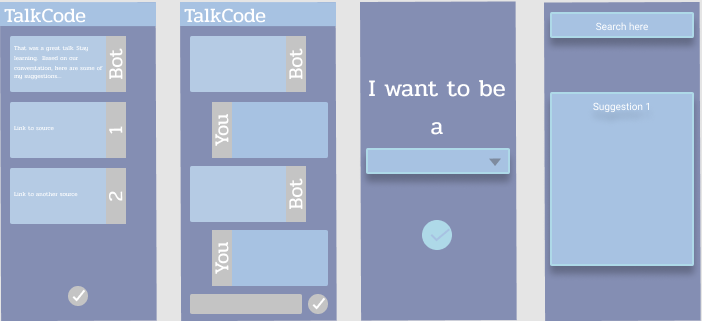 TalkCode
That was a great talk. Stay
learning. Based on our
conversation, here are some of
my suggestions...
Bot
Link to source
1
Link to another source
2
TalkCode
Bot
You
Bot
You
I want to be
a
Search here
Suggestion 1